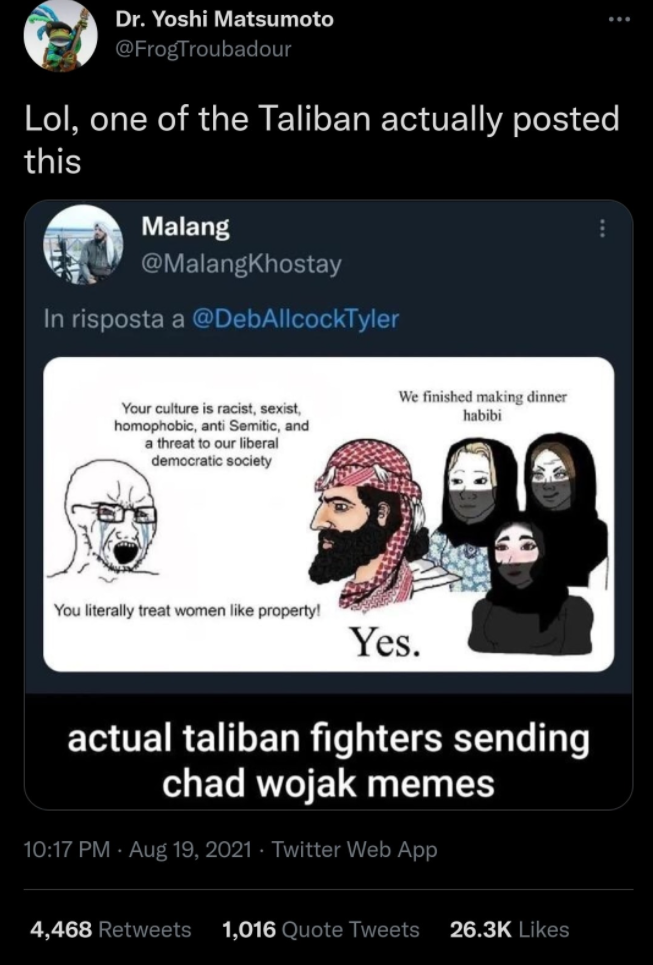 Dr. Yoshi Matsumoto
@FrogTroubadour
Lol, one of the Taliban actually posted
this
Malang
@MalangKhostay
In risposta a @DebAllcockTyler
Your culture is racist, sexist,
homophobic, anti Semitic, and
a threat to our liberal
democratic society
We finished making dinner
habibi
You literally treat women like property!
Yes.
actual taliban fighters sending
chad wojak memes
10:17 PM · Aug 19, 2021 · Twitter Web App
4,468 Retweets 1,016 Quote Tweets 26.3K Likes